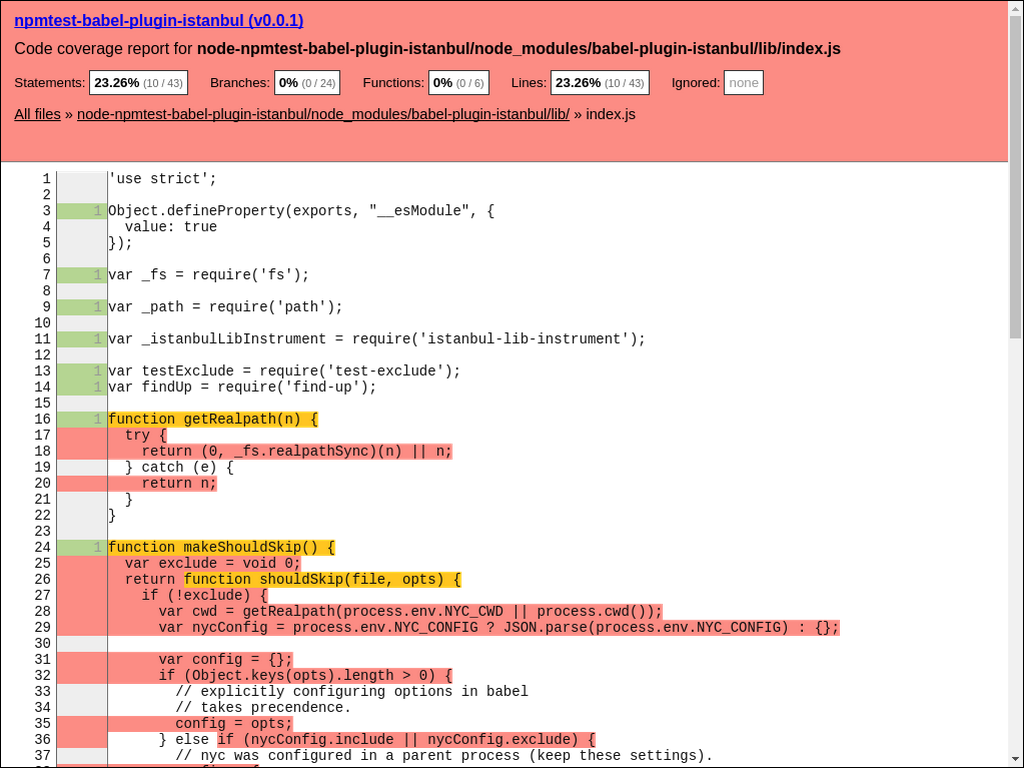 npmtest-babel-plugin-istanbul (v0.0.1)
Code coverage report for node-npmtest-babel-plugin-istanbul/node_modules/babel-plugin-istanbul/lib/index.js
Statements: 23.26% (10 / 43) Branches: 0% (0 / 24) Functions: 0% (0 / 6) Lines: 23.26% (10 / 43) Ignored: none
All files » node-npmtest-babel-plugin-istanbul/node_modules/babel-plugin-istanbul/lib/ » index.js
1 'use strict';
2
3 1 Object.defineProperty(exports, "__esModule", {
4   value: true
5 });
6
7 1 var _fs = require('fs');
8
9 1 var _path = require('path');
10
11 1 var _istanbulLibInstrument = require('istanbul-lib-instrument');
12
13 1 var testExclude = require('test-exclude');
14 1 var findUp = require('find-up');
15
16 1 function getRealpath(n) {
17   try {
18     return (0, _fs.realpathSync)(n) || n;
19   } catch (e) {
20     return n;
21   }
22 }
23
24 1 function makeShouldSkip() {
25   var exclude = void 0;
26   return function shouldSkip(file, opts) {
27     if (!exclude) {
28       var cwd = getRealpath(process.env.NYC_CWD || process.cwd());
29       var nycConfig = process.env.NYC_CONFIG ? JSON.parse(process.env.NYC_CONFIG) : {};
30
31       var config = {};
32       if (Object.keys(opts).length > 0) {
33         // explicitly configuring options in babel
34         // takes precendence.
35         config = opts;
36       } else if (nycConfig.include || nycConfig.exclude) {
37         // nyc was configured in a parent process (keep these settings).